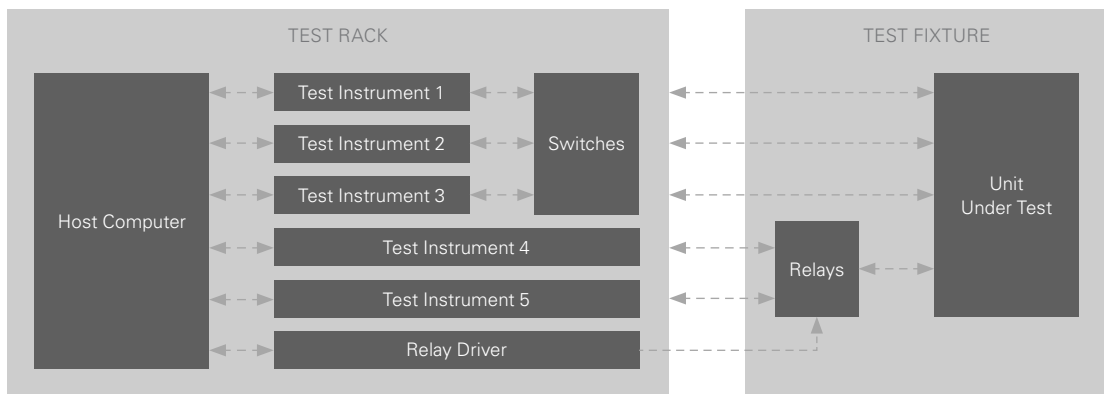 TEST RACK
TEST FIXTURE
Host Computer
Test Instrument 1
Test Instrument 2
Test Instrument 3
Switches
Test Instrument 4
Test Instrument 5
Relay Driver
Relays
Unit
Under Test